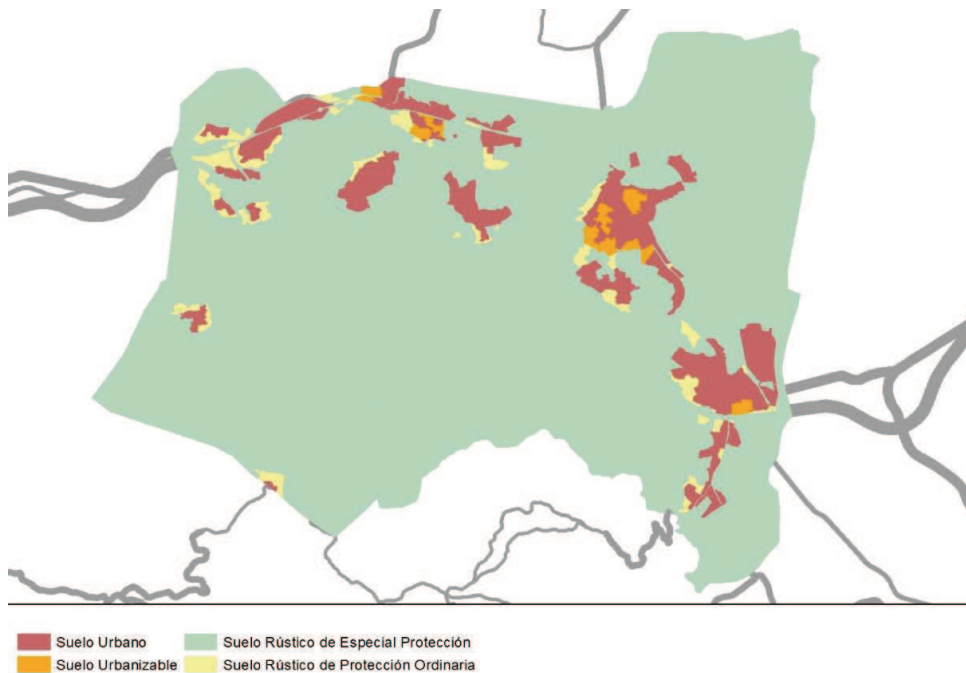 Suelo Urbano
Suelo Rústico de Especial Protección
Suelo Urbanizable
Suelo Rústico de Protección Ordinaria